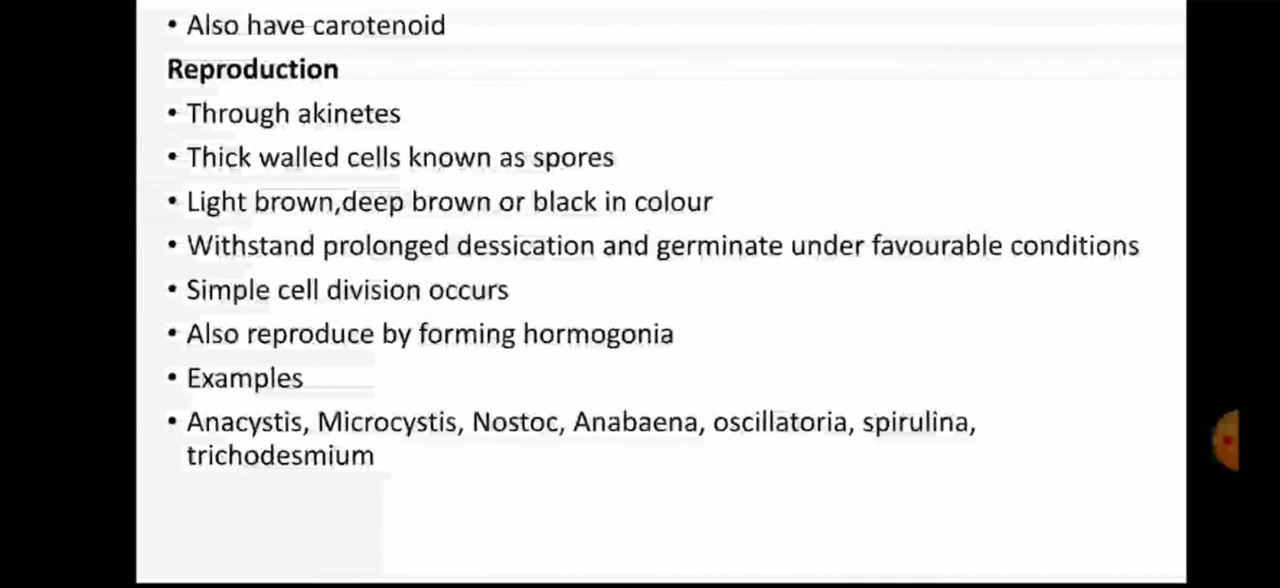 • Also have carotenoid
Reproduction
• Through akinetes
• Thick walled cells known as spores
• Light brown,deep brown or black in colour
• Withstand prolonged dessication and germinate under favourable conditions
• Simple cell division occurs
• Also reproduce by forming hormogonia
• Examples
• Anacystis, Microcystis, Nostoc, Anabaena, oscillatoria, spirulina,
trichodesmium